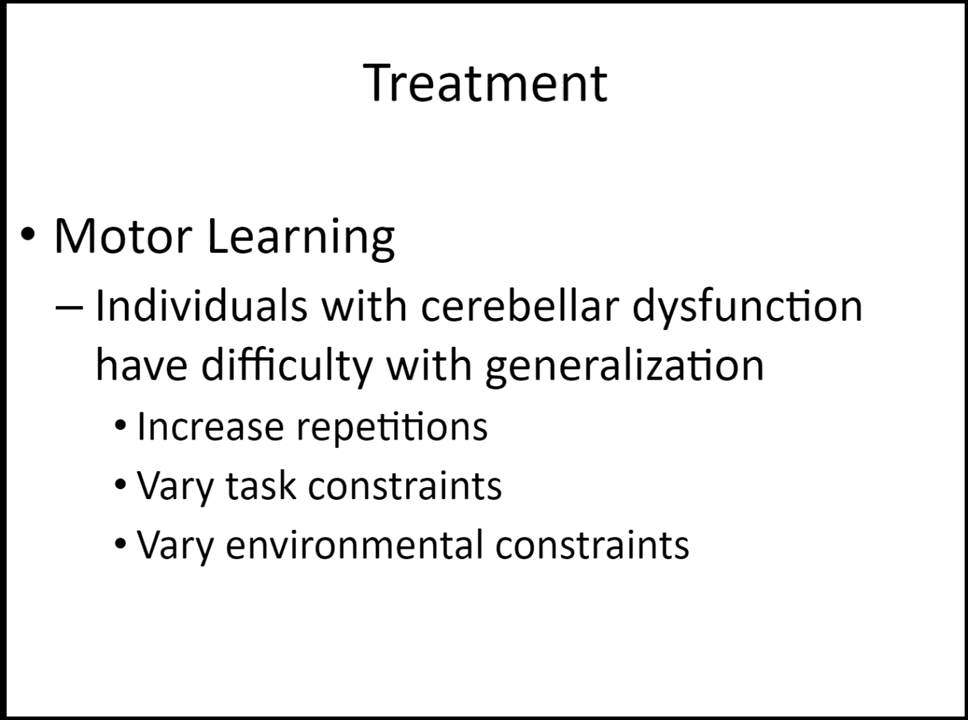 Treatment
• Motor Learning
– Individuals with cerebellar dysfunction
have difficulty with generalization
• Increase repetitions
• Vary task constraints
• Vary environmental constraints